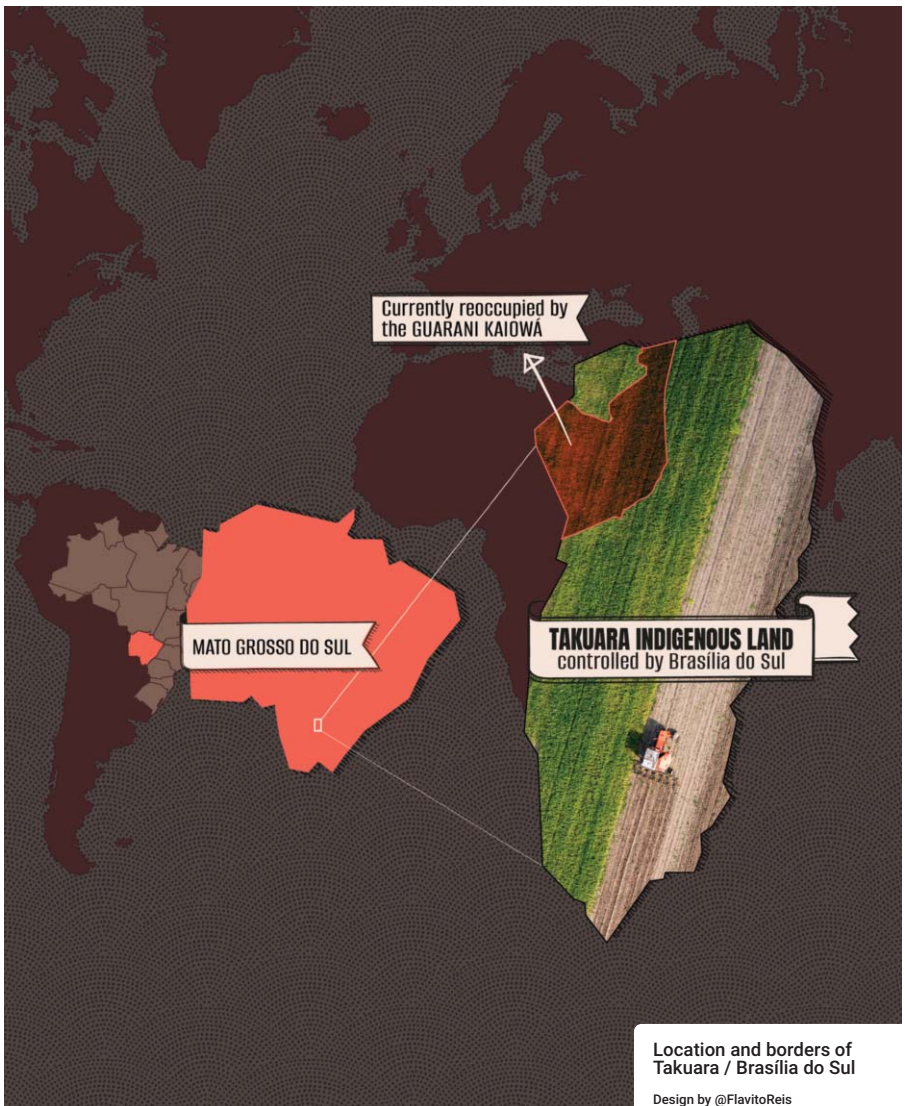 Currently reoccupied by
the GUARANI KAIOWÁ
MATO GROSSO DO SUL
TAKUARA INDIGENOUS LAND
controlled by Brasília do Sul
Location and borders of
Takuara / Brasília do Sul
Design by @FlavitoReis